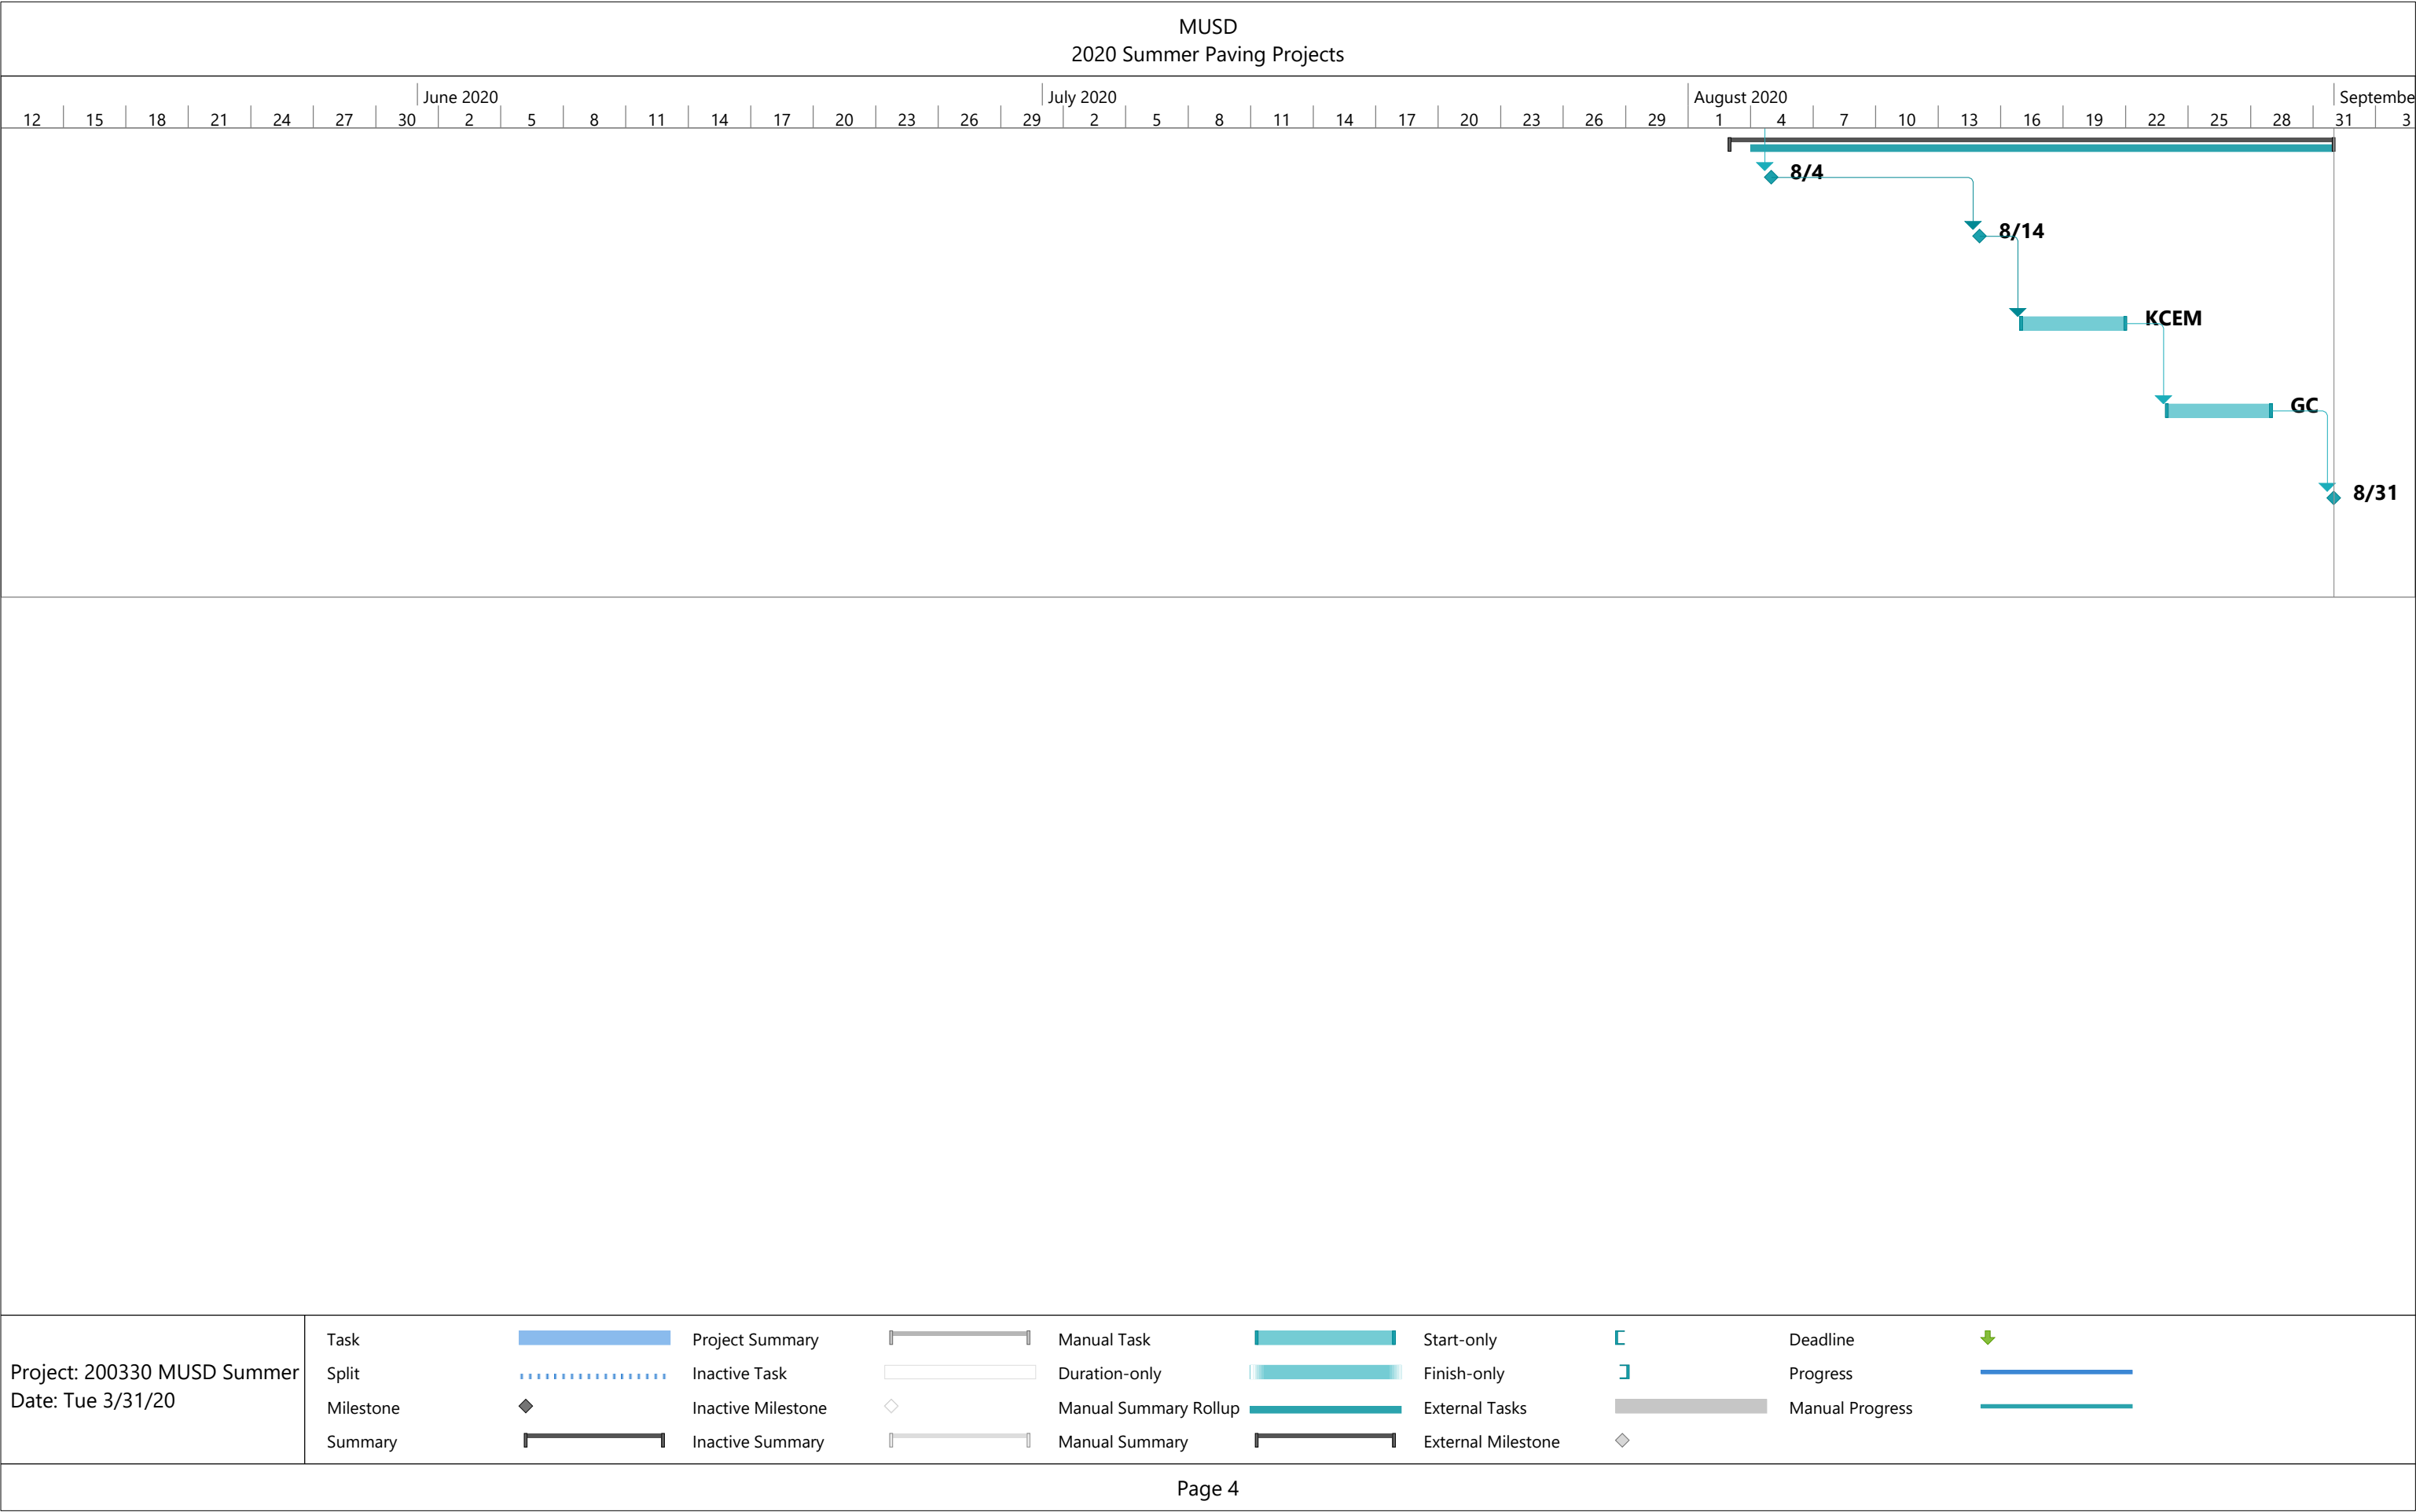 MUSD
2020 Summer Paving Projects
June 2020 July 2020 August 2020 Septembe
12 15 18 21 24 27 30 2 5 8 11 14 17 20 23 26 29 2 5 8 11 14 17 20 23 26 29 1 4 7 10 13 16 19 22 25 28 31 3
8/4
8/14
KCEM
GC
8/31
Project: 200330 MUSD Summer
Date: Tue 3/31/20
Task Project Summary Manual Task Start-only Deadline
Split Inactive Task Duration-only Finish-only Progress
Milestone Inactive Milestone Manual Summary Rollup External Tasks Manual Progress
Summary Inactive Summary Manual Summary External Milestone
Page 4